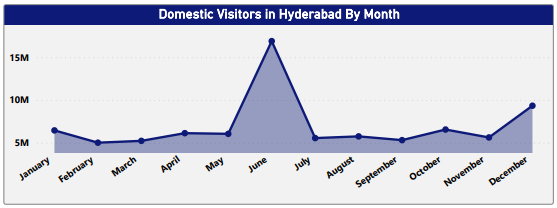 Domestic Visitors in Hyderabad By Month
15M
10M
5M
January
February
March
April
May
June
July
August
September
October
November
December